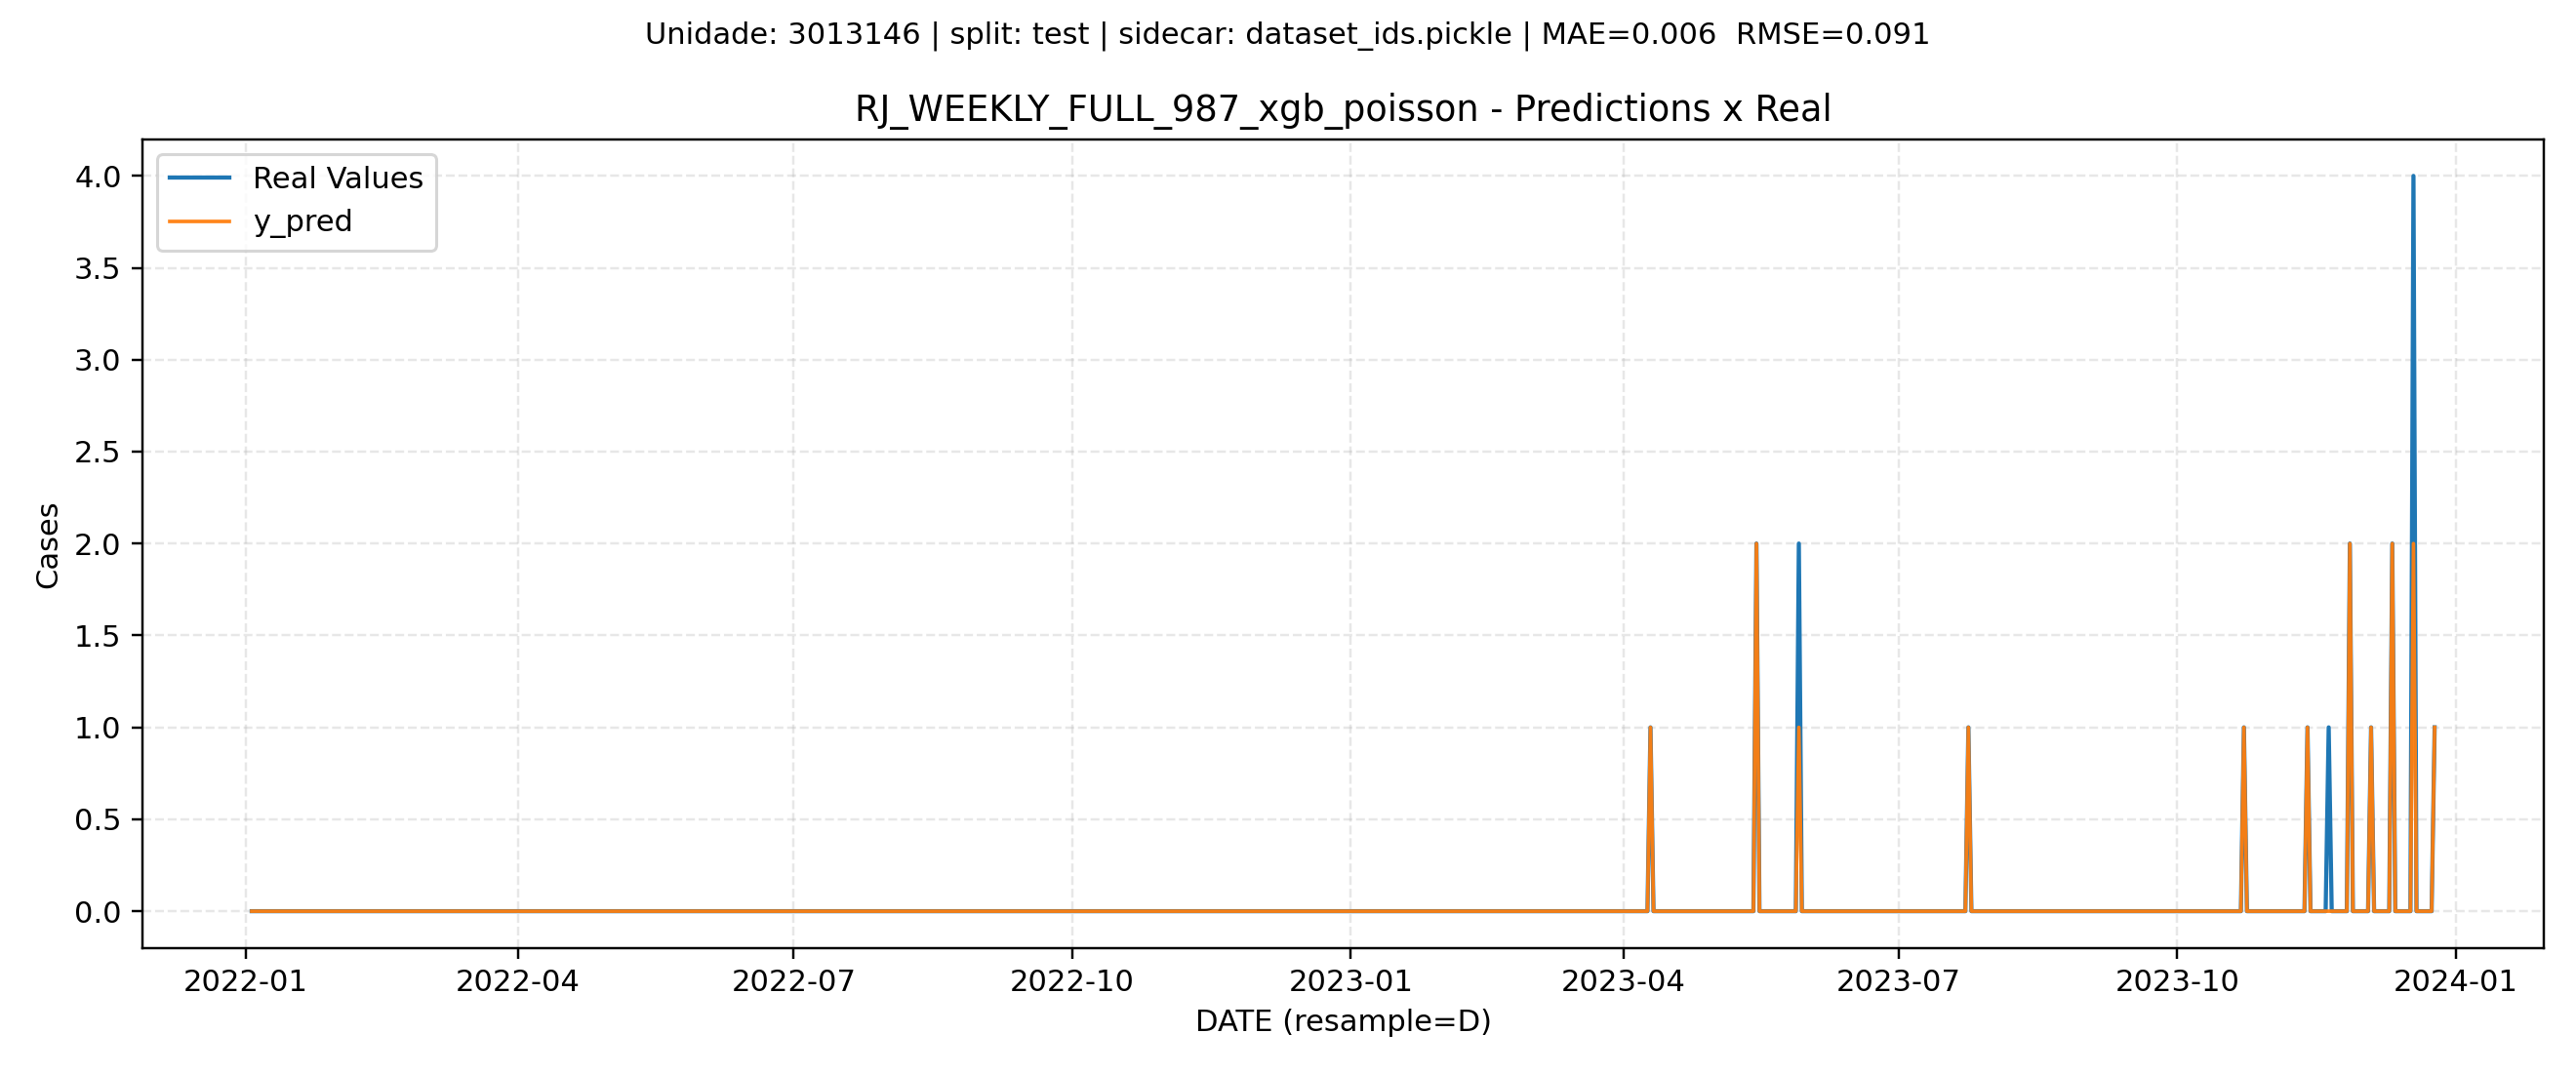 Unidade: 3013146 | split: test | sidecar: dataset_ids.pickle | MAE=0.006  RMSE=0.091
RJ_WEEKLY_FULL_987_xgb_poisson - Predictions x Real
Real Values
y_pred
4.0
3.5
3.0
2.5
2.0
1.5
1.0
0.5
0.0
Cases
2022-01 2022-04 2022-07 2022-10 2023-01 2023-04 2023-07 2023-10 2024-01
DATE (resample=D)